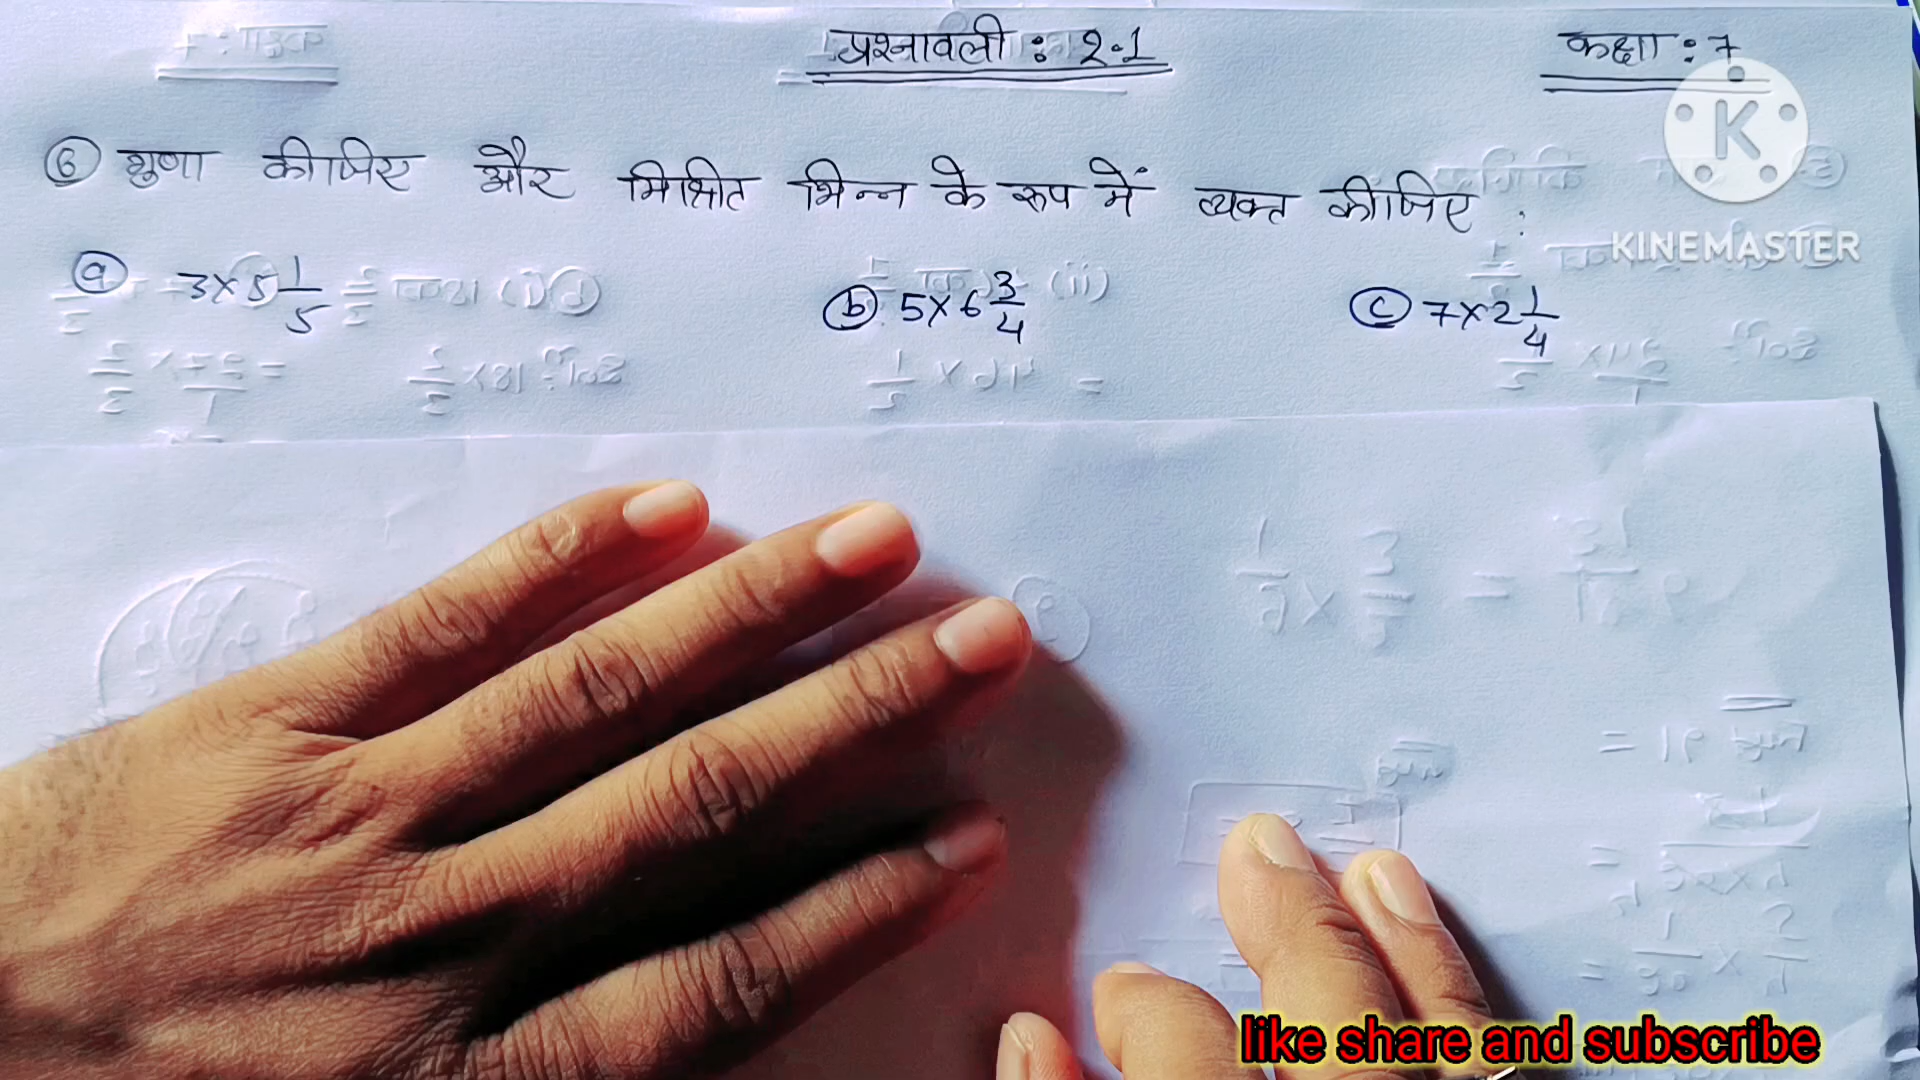 प्रश्नावली : 2.1
कक्षा : 7
6 गुणा कीजिए और मिश्रित भिन्न के रूप में व्यक्त कीजिए :
a 3 x 5 1/5
b 5 x 6 3/4
c 7 x 2 1/4
K
KINEMASTER
like share and subscribe